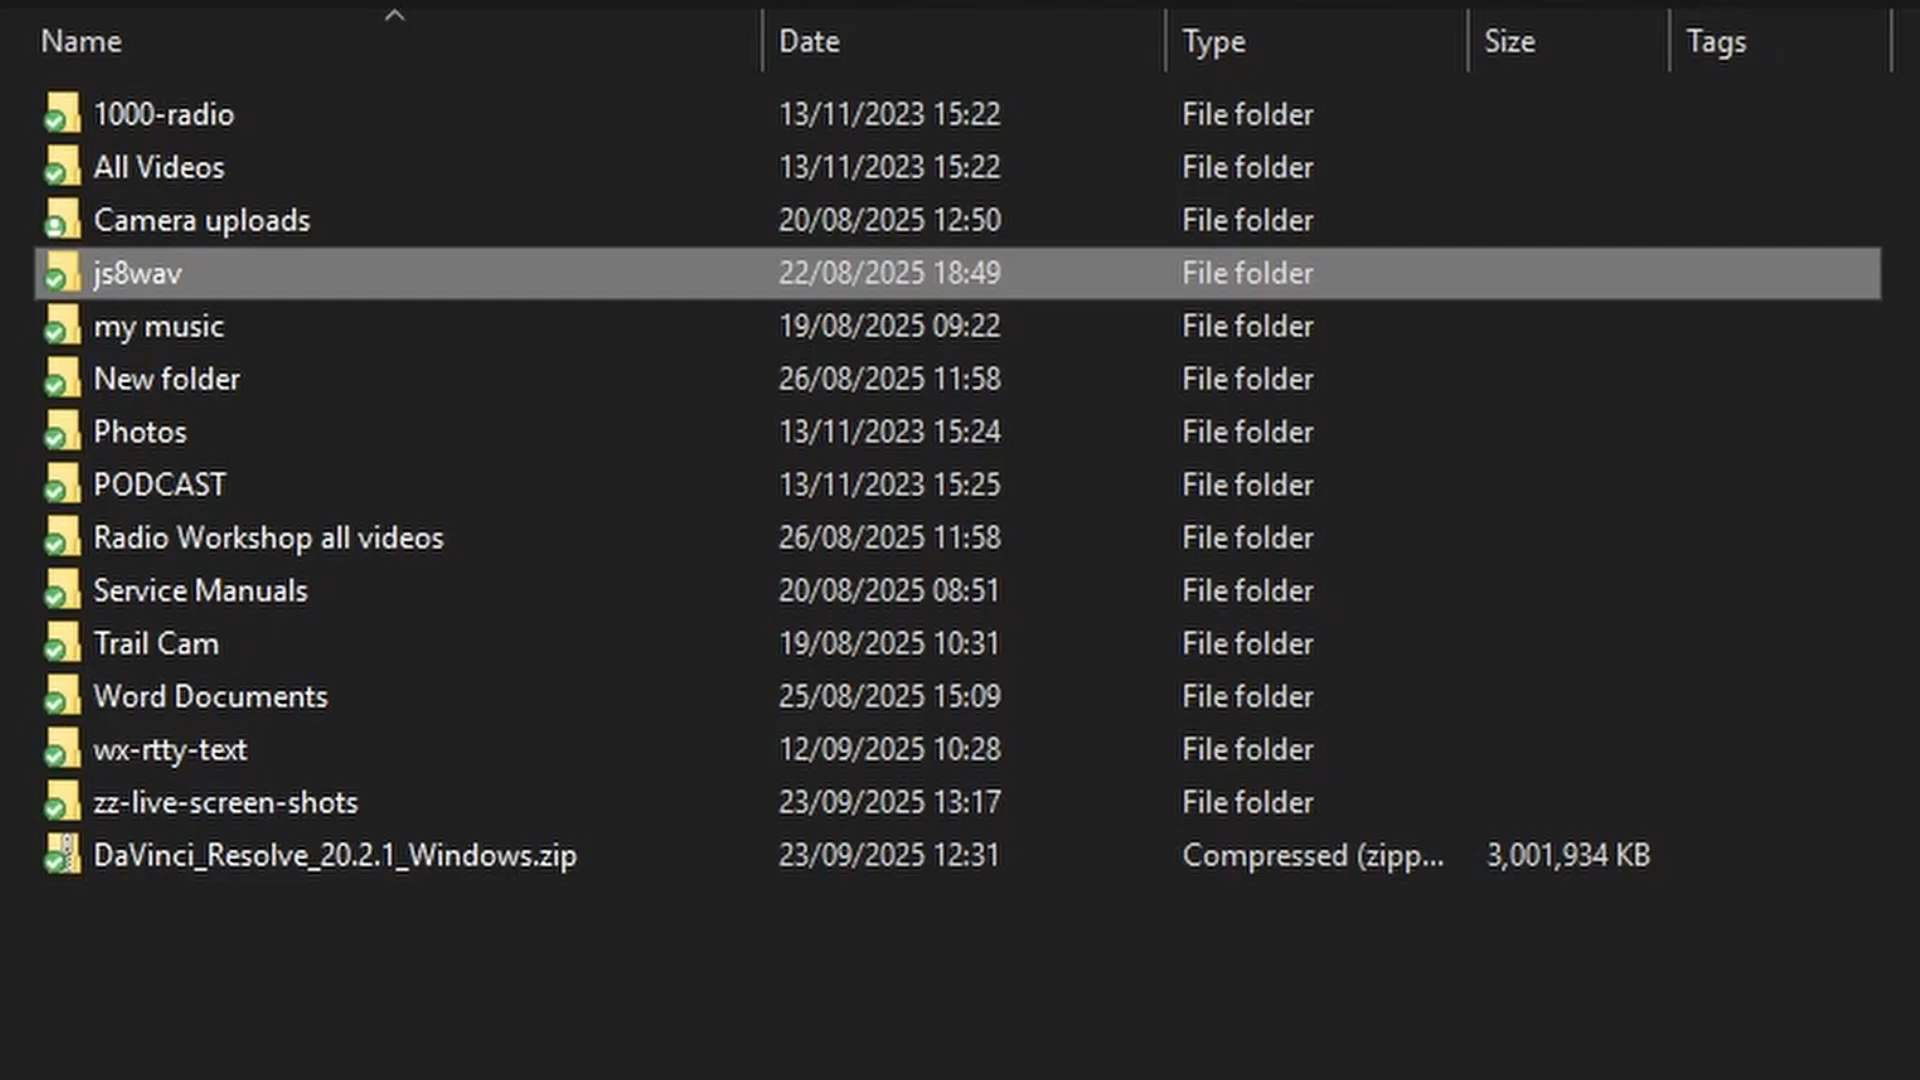 Name Date Type Size Tags
1000-radio 13/11/2023 15:22 File folder
All Videos 13/11/2023 15:22 File folder
Camera uploads 20/08/2025 12:50 File folder
js8wav 22/08/2025 18:49 File folder
my music 19/08/2025 09:22 File folder
New folder 26/08/2025 11:58 File folder
Photos 13/11/2023 15:24 File folder
PODCAST 13/11/2023 15:25 File folder
Radio Workshop all videos 26/08/2025 11:58 File folder
Service Manuals 20/08/2025 08:51 File folder
Trail Cam 19/08/2025 10:31 File folder
Word Documents 25/08/2025 15:09 File folder
wx-rtty-text 12/09/2025 10:28 File folder
zz-live-screen-shots 23/09/2025 13:17 File folder
DaVinci_Resolve_20.2.1_Windows.zip 23/09/2025 12:31 Compressed (zipp... 3,001,934 KB